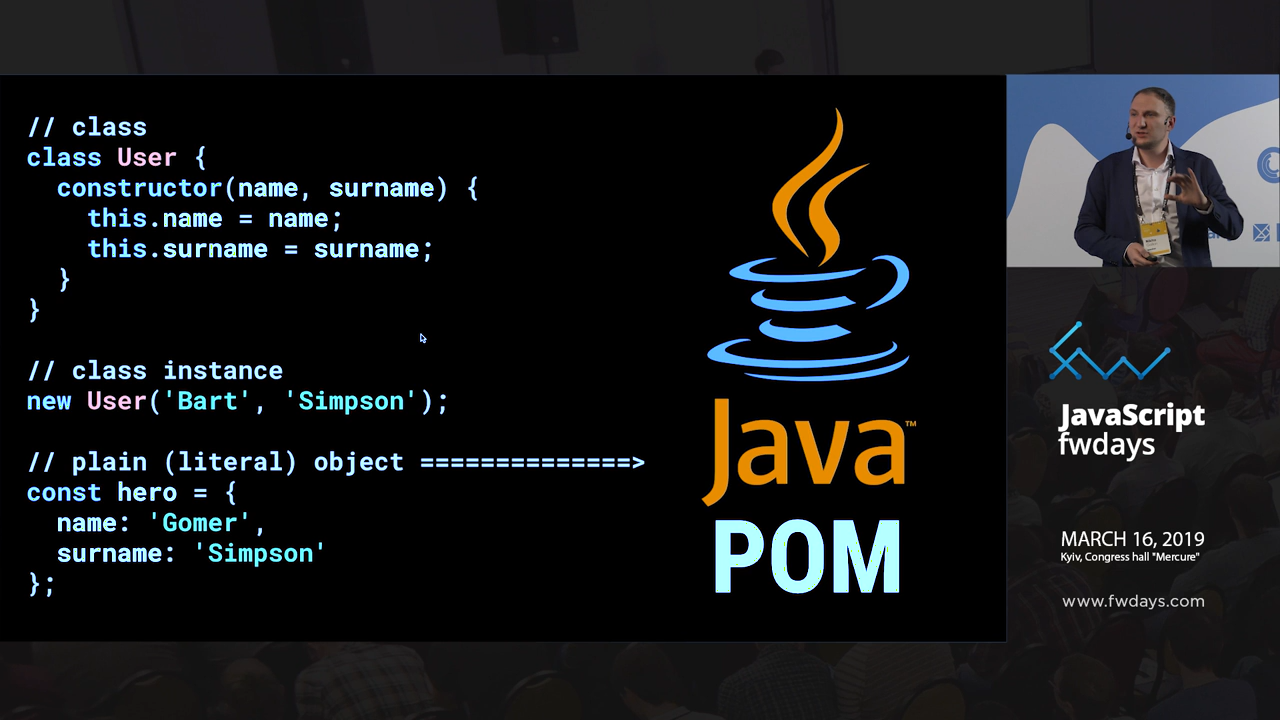 // class
class User {
  constructor(name, surname) {
    this.name = name;
    this.surname = surname;
  }
}
// class instance
new User('Bart', 'Simpson');
// plain (literal) object ==============>
const hero = {
  name: 'Gomer',
  surname: 'Simpson'
};
Java™
POM
JavaScript
fwdays
MARCH 16, 2019
Kyiv, Congress hall "Mercure"
www.fwdays.com